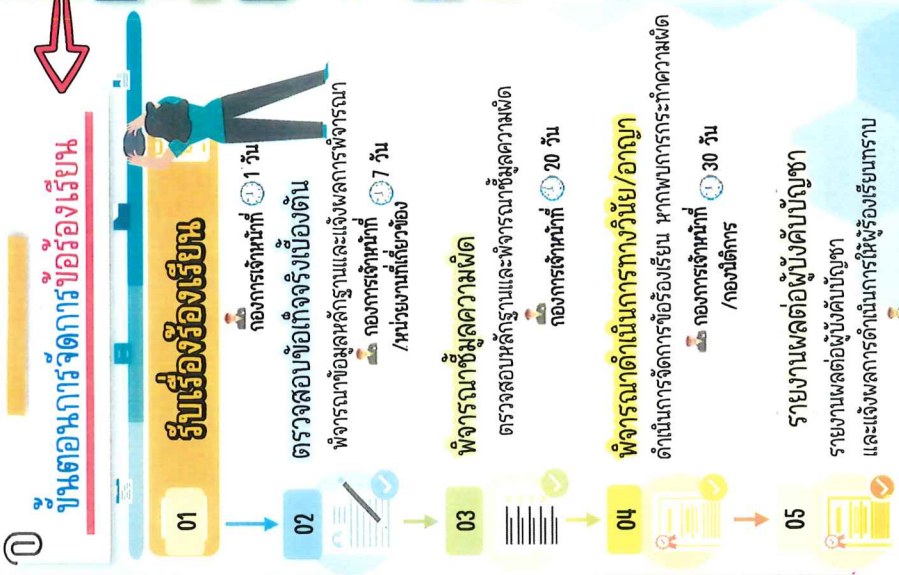 ขั้นตอนการจัดการข้อร้องเรียน
01
รับเรื่องร้องเรียน
กองการเจ้าหน้าที่ 1 วัน
02
ตรวจสอบข้อเท็จจริงเบื้องต้น
พิจารณาข้อมูลหลักฐานและแจ้งผลการพิจารณา
กองการเจ้าหน้าที่ 7 วัน
/หน่วยงานที่เกี่ยวข้อง
03
พิจารณาชี้มูลความผิด
ตรวจสอบหลักฐานและพิจารณาชี้มูลความผิด
กองการเจ้าหน้าที่ 20 วัน
04
พิจารณาดำเนินการทางวินัย/อาญา
ดำเนินการจัดการข้อร้องเรียน หากพบการกระทำความผิด
กองการเจ้าหน้าที่ 30 วัน
/กองนิติการ
05
รายงานผลต่อผู้บังคับบัญชา
รายงานผลต่อผู้บังคับบัญชา
และแจ้งผลการดำเนินการให้ผู้ร้องเรียนทราบ